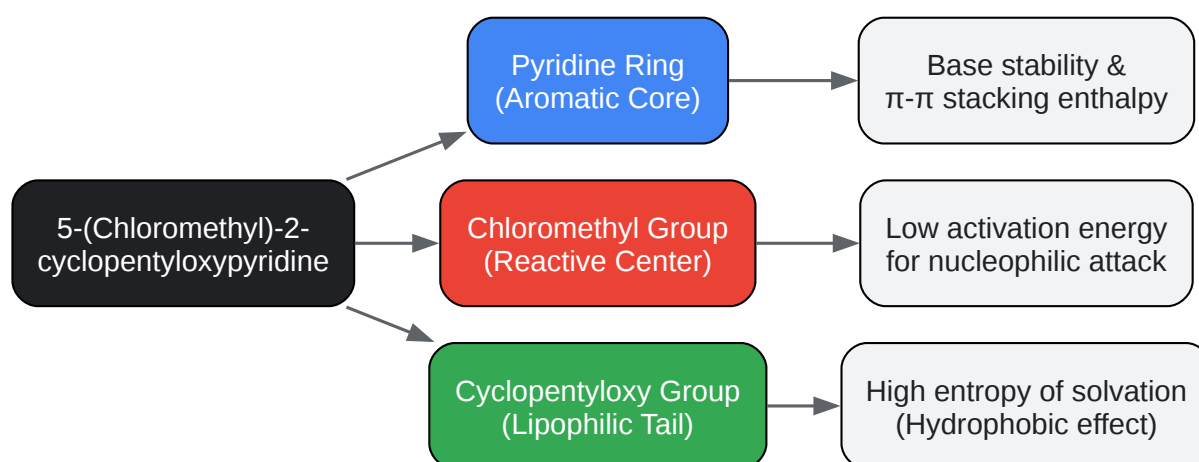 Pyridine Ring
(Aromatic Core)
Base stability &
π-π stacking enthalpy
5-(Chloromethyl)-2-
cyclopentyloxypyridine
Chloromethyl Group
(Reactive Center)
Low activation energy
for nucleophilic attack
Cyclopentyloxy Group
(Lipophilic Tail)
High entropy of solvation
(Hydrophobic effect)